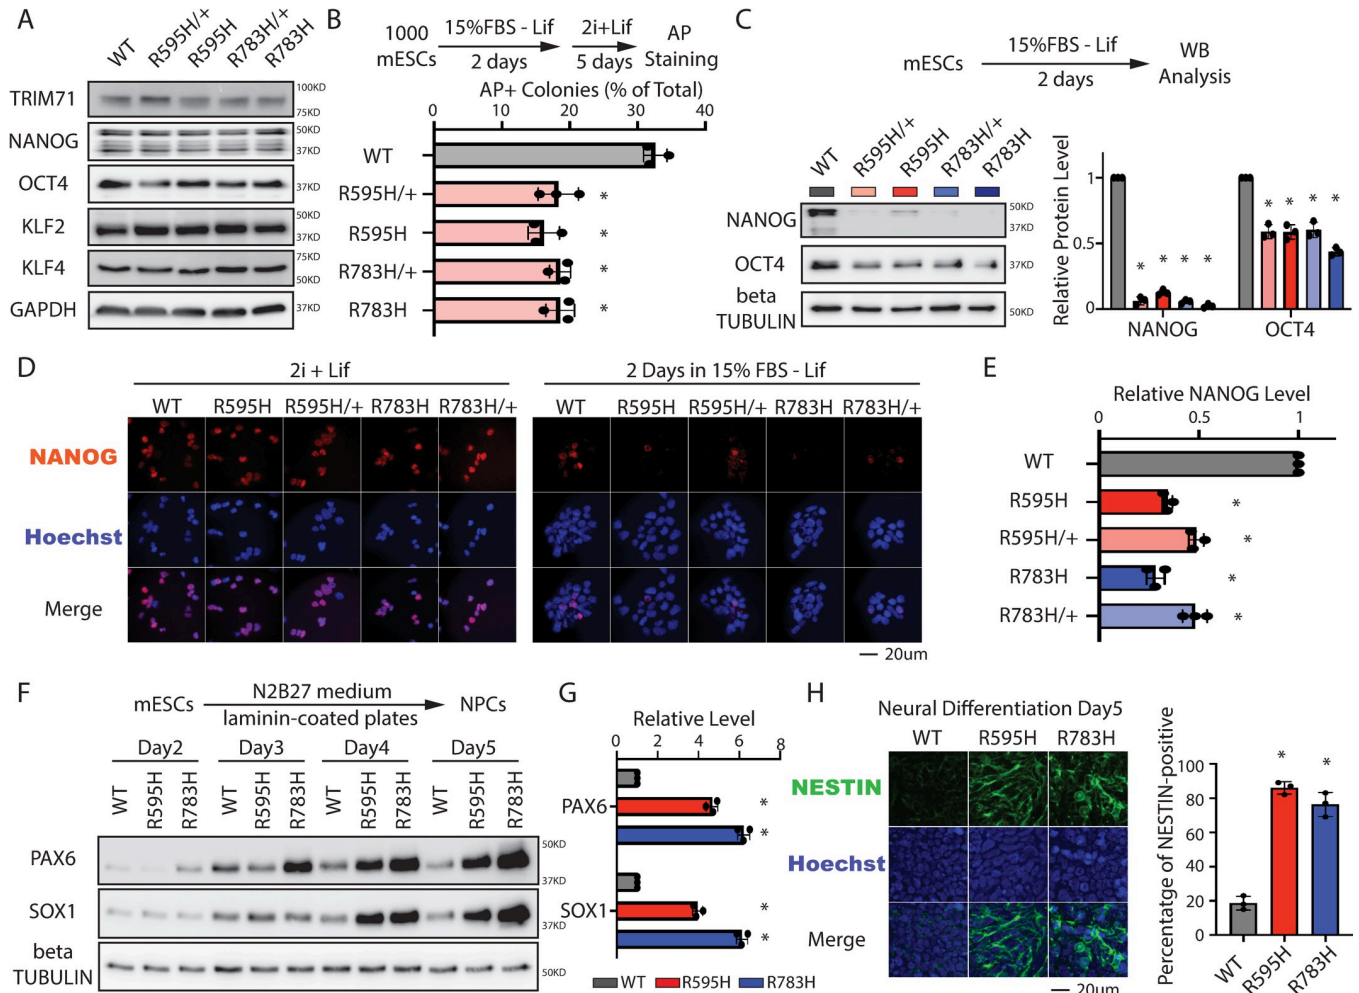 A
WT
R595H/+
R595H
R783H/+
R783H
TRIM71
100KD
75KD
NANOG
50KD
37KD
OCT4
37KD
KLF2
50KD
37KD
KLF4
75KD
50KD
GAPDH
37KD
B
1000
mESCs
15%FBS - Lif
2 days
2i+Lif
5 days
AP
Staining
AP+ Colonies (% of Total)
0 10 20 30 40
WT
R595H/+ *
R595H *
R783H/+ *
R783H *
C
mESCs
15%FBS - Lif
2 days
WB
Analysis
WT
R595H/+
R595H
R783H/+
R783H
NANOG
50KD
37KD
OCT4
37KD
beta
TUBULIN
50KD
Relative Protein Level
1
0.5
0
* * * *
* * * *
NANOG OCT4
D
2i + Lif
2 Days in 15% FBS - Lif
WT R595H R595H/+ R783H R783H/+
WT R595H R595H/+ R783H R783H/+
NANOG
Hoechst
Merge
20um
E
Relative NANOG Level
0 0.5 1
WT
R595H *
R595H/+ *
R783H *
R783H/+ *
F
mESCs
N2B27 medium
laminin-coated plates
NPCs
Day2 Day3 Day4 Day5
WT R595H R783H WT R595H R783H WT R595H R783H WT R595H R783H
PAX6
50KD
37KD
SOX1
50KD
37KD
beta
TUBULIN
50KD
G
Relative Level
0 2 4 6 8
PAX6
*
*
SOX1
*
*
WT R595H R783H
H
Neural Differentiation Day5
WT R595H R783H
NESTIN
Hoechst
Merge
20um
Percentatge of NESTIN-positive
100
80
60
40
20
0
* *
WT
R595H
R783H